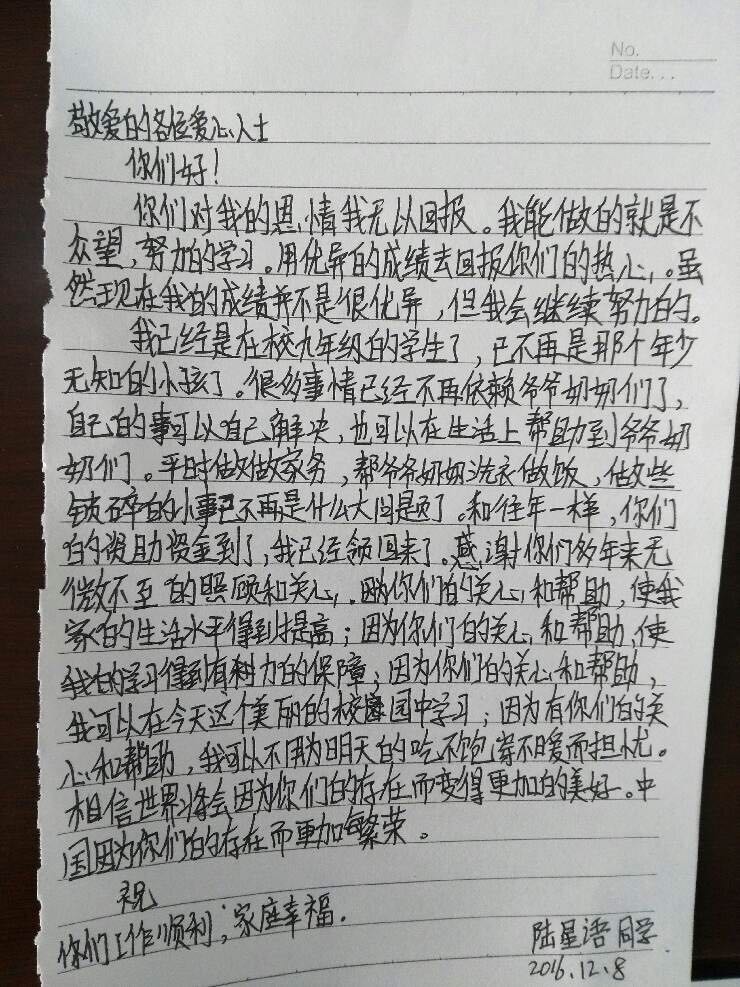 No.
Date...
敬爱的各位爱心人士
你们好！
你们对我的恩情我无以回报。我能做的就是不
众望，努力的学习。用优异的成绩去回报你们的热心。虽
然现在我的成绩并不是很优异，但我会继续努力的。
我已经是在校九年级的学生了，已不再是那个年少
无知的小孩了。很多事情已经不再依赖爷爷奶奶们了，
自己的事可以自己解决，也可以在生活上帮助到爷爷奶
奶们。平时做做家务，帮爷爷奶奶洗衣做饭，做这些
锁碎的小事已不再是什么大问题了。和往年一样，你们
的资助资金到了，我已经领回来了。感谢你们多年来无
微不至的照顾和关心。因为你们的关心和帮助，使我
家的生活水平得到提高；因为你们的关心和帮助，使
我的学习得到有利的保障；因为你们的关心和帮助，
我可以在今天这个美丽的校园中学习；因为有你们的关
心和帮助，我可以不用为明天的吃不饱穿不暖而担忧。
相信世界将会因为你们的存在而变得更加的美好。中
国因为你们的存在而更加繁荣。
祝
你们工作顺利，家庭幸福.
陆星语同学
2016.12.8